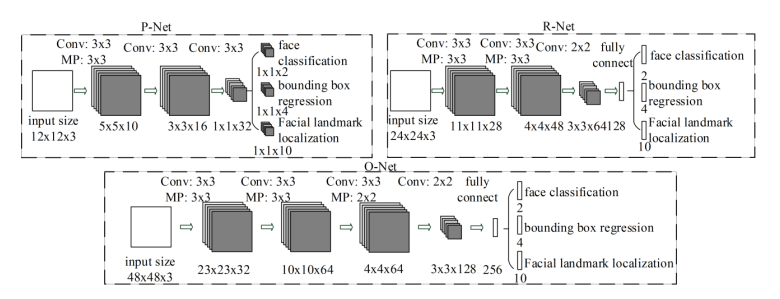 P-Net
Conv: 3x3 Conv: 3x3 Conv: 3x3
MP: 3x3
face
classification
1x1x2
bounding box
regression
1x1x4
Facial landmark
localization
1x1x10
input size
12x12x3
5x5x10 3x3x16 1x1x32
R-Net
Conv: 3x3 Conv: 3x3 Conv: 2x2 fully
MP: 3x3 MP: 3x3 connect
face classification
2
bounding box
regression
4
Facial landmark
localization
10
input size
24x24x3
11x11x28 4x4x48 3x3x64 128
O-Net
Conv: 3x3 Conv: 3x3 Conv: 3x3 Conv: 2x2 fully
MP: 3x3 MP: 3x3 MP: 2x2 connect
face classification
2
bounding box regression
4
Facial landmark localization
10
input size
48x48x3
23x23x32 10x10x64 4x4x64 3x3x128 256